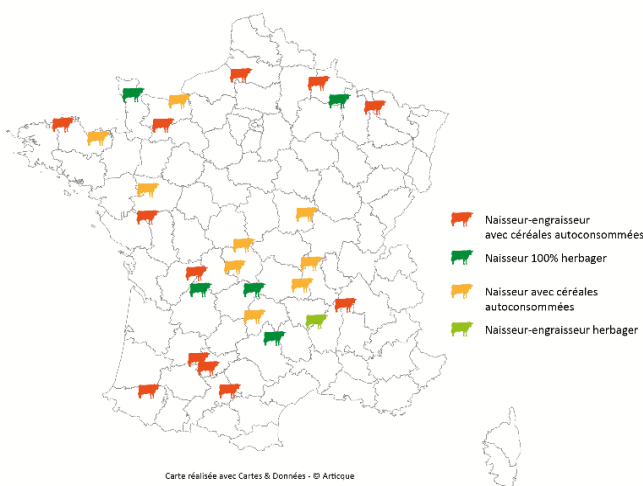 Naisseur-engraisseur
avec céréales autoconsommées
Naisseur 100% herbager
Naisseur avec céréales
autoconsommées
Naisseur-engraisseur herbager
Carte réalisée avec Cartes & Données - © Articque